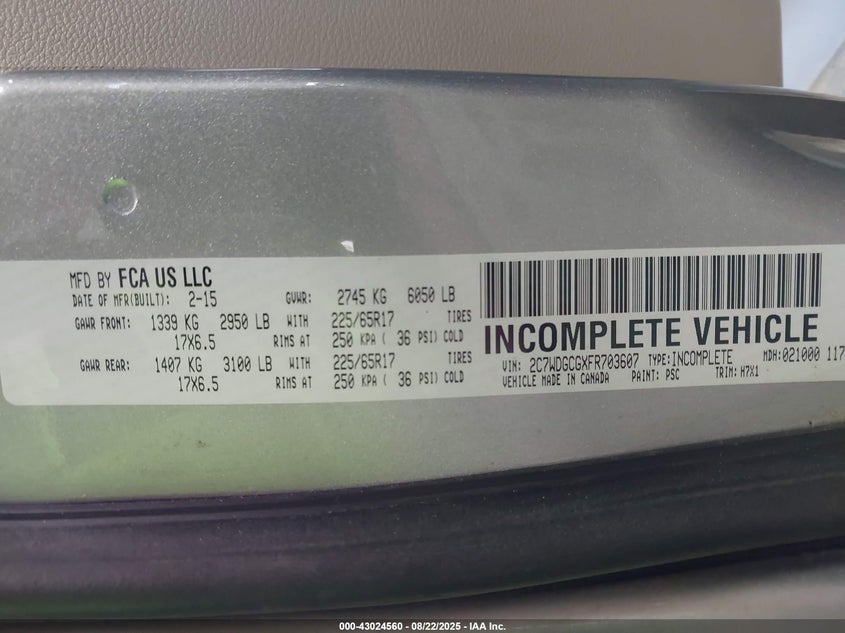 MFD BY FCA US LLC
DATE OF MFR(BUILT): 2-15 GVWR: 2745 KG 6050 LB
GAWR FRONT: 1339 KG 2950 LB WITH 225/65R17 TIRES
17X6.5 RIMS AT 250 KPA ( 36 PSI) COLD
GAWR REAR: 1407 KG 3100 LB WITH 225/65R17 TIRES
17X6.5 RIMS AT 250 KPA ( 36 PSI) COLD
INCOMPLETE VEHICLE
VIN: 2C7WDGCGXFR703607 TYPE:INCOMPLETE MDH:021000 117
VEHICLE MADE IN CANADA PAINT: PSC TRIM: H7X1
000-43024560 - 08/22/2025 - IAA Inc.